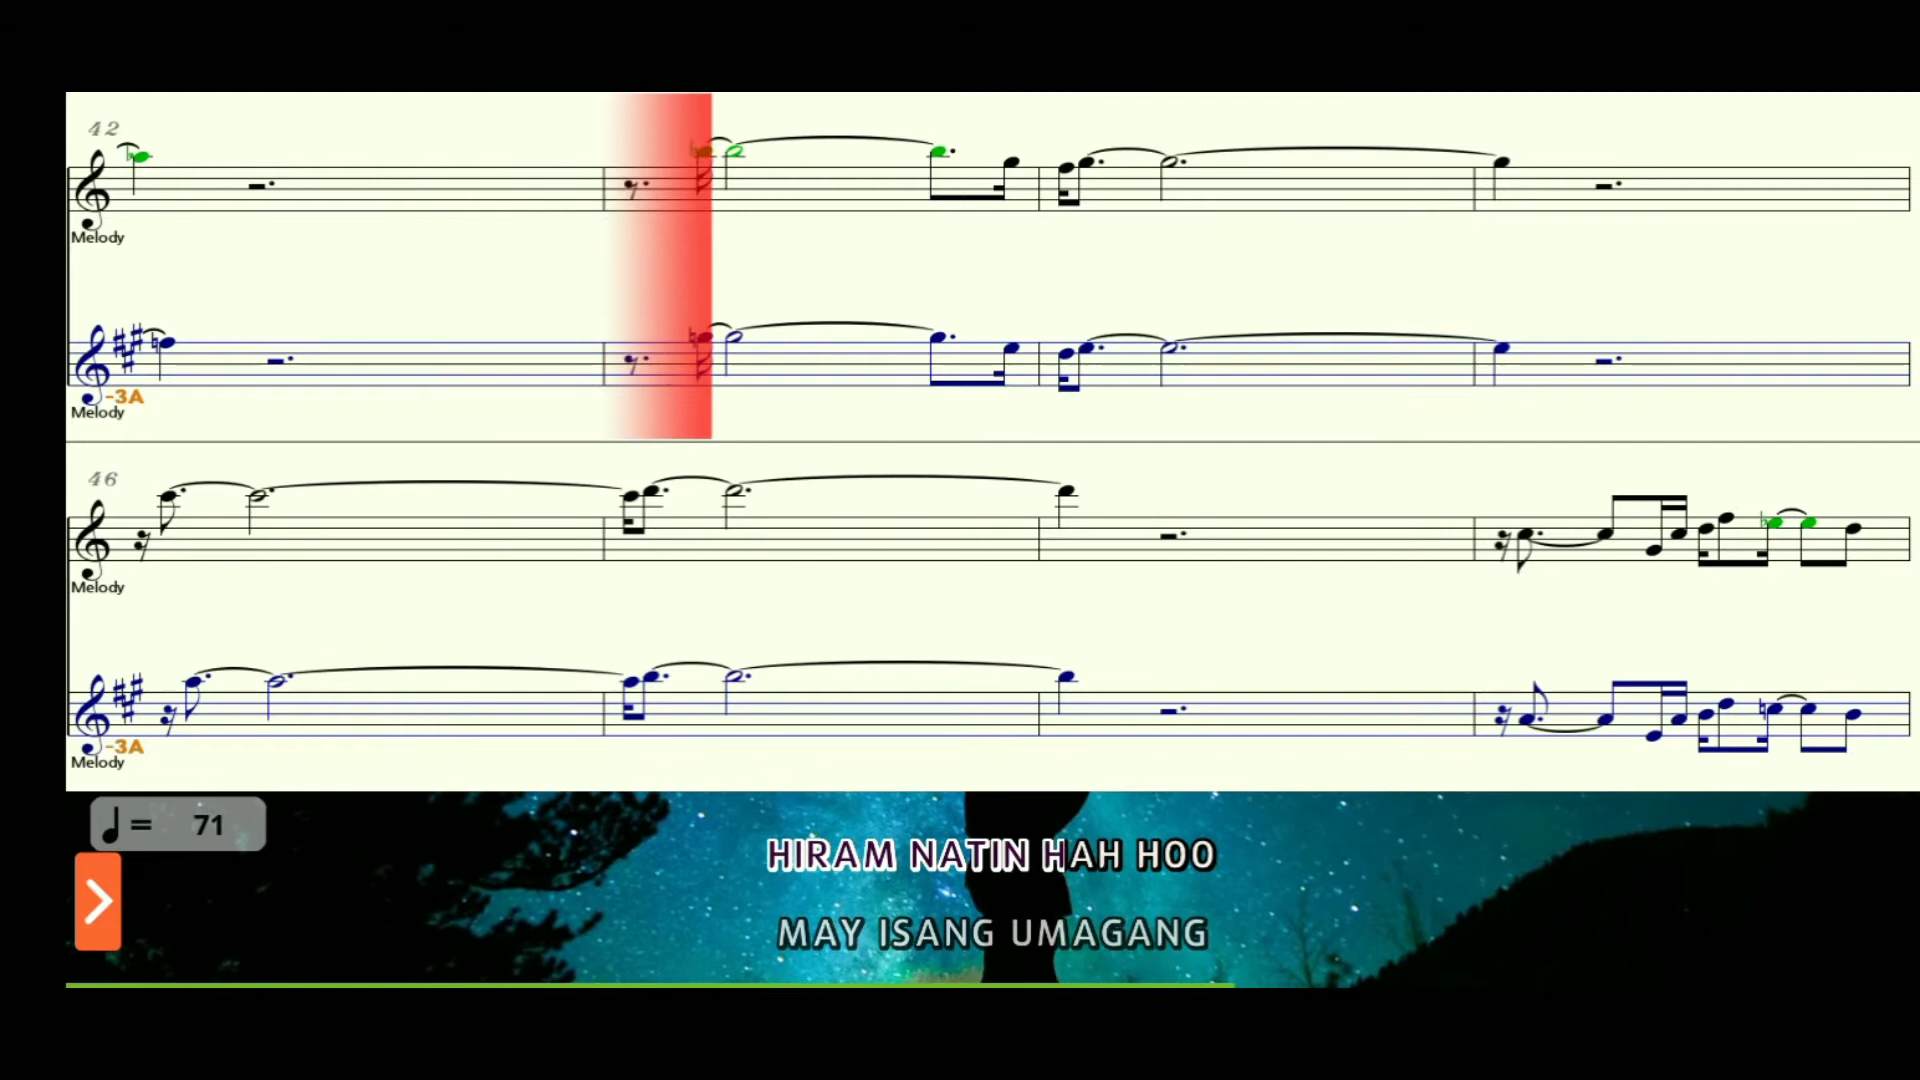 42
Melody
-3A
Melody
46
Melody
-3A
Melody
= 71
HIRAM NATIN HAH HOO
MAY ISANG UMAGANG